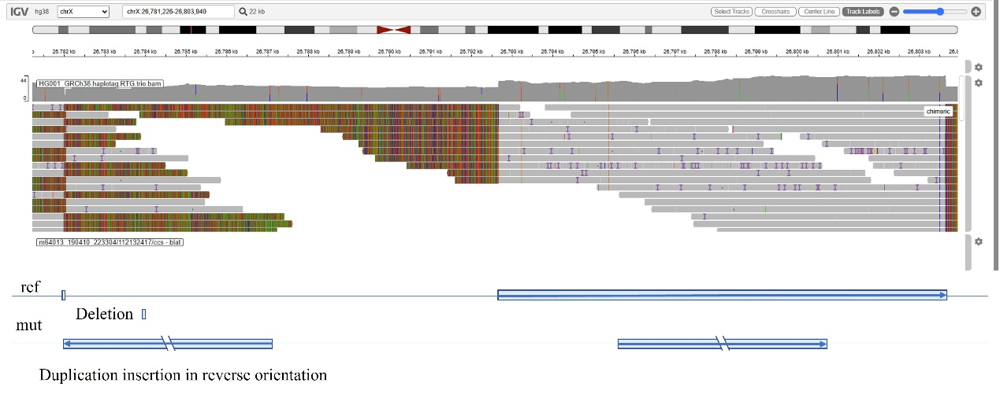 IGV hg38 chrX chrX:26,781,226-26,803,940 22 kb Select Tracks Crosshairs Center Line Track Labels
26,782 kb 26,783 kb 26,784 kb 26,785 kb 26,786 kb 26,787 kb 26,788 kb 26,789 kb 26,790 kb 26,791 kb 26,792 kb 26,793 kb 26,794 kb 26,795 kb 26,796 kb 26,797 kb 26,798 kb 26,799 kb 26,800 kb 26,801 kb 26,802 kb 26,803 kb 26,8
44 HG001_GRCh38.haplotag.RTG.trio.bam
0
chimeric
m64013_190410_223304/112132417/ccs - blat
ref
Deletion
mut
Duplication insertion in reverse orientation